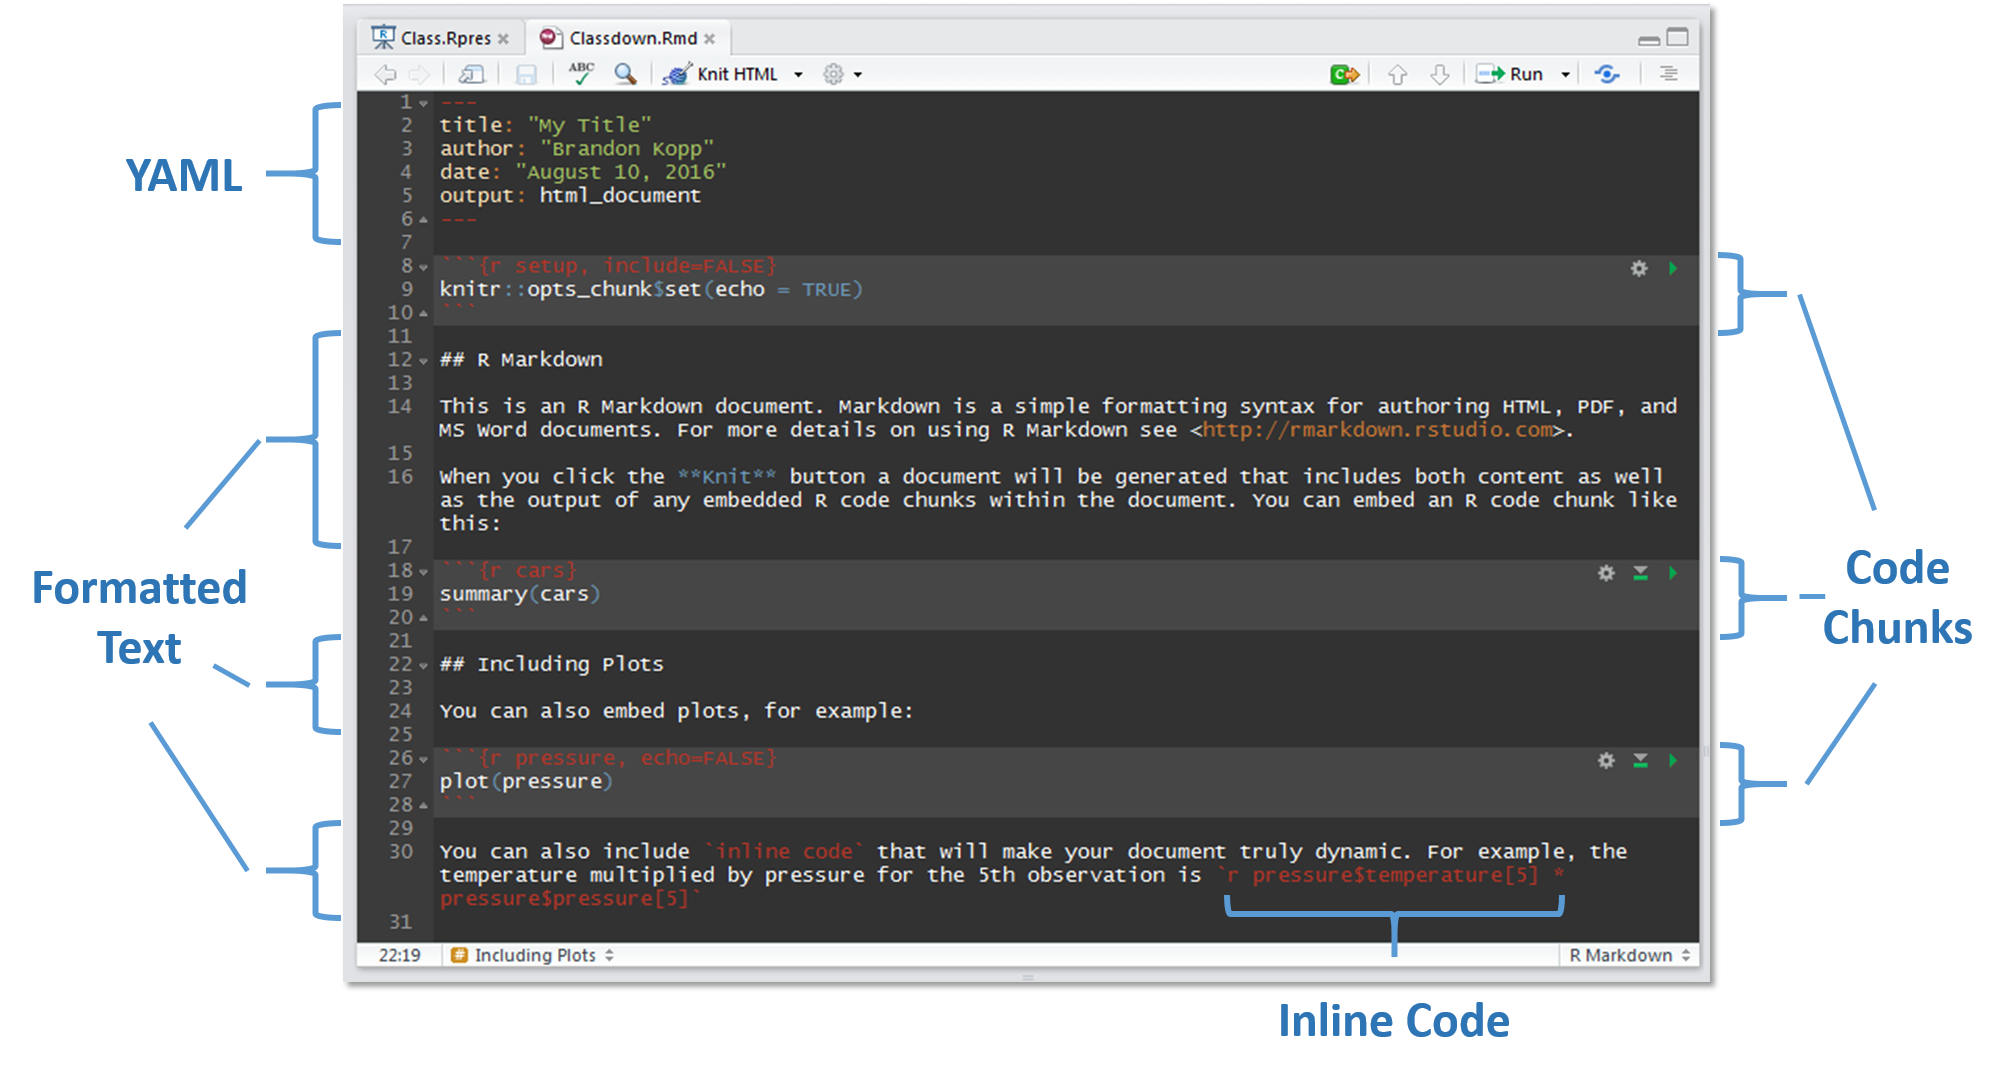 Class.Rpres
Classdown.Rmd
ABC
Knit HTML
Run
1 ---
2 title: "My Title"
3 author: "Brandon Kopp"
4 date: "August 10, 2016"
5 output: html_document
6 ---
7
8 ```{r setup, include=FALSE}
9 knitr::opts_chunk$set(echo = TRUE)
10 ```
11
12 ## R Markdown
13
14 This is an R Markdown document. Markdown is a simple formatting syntax for authoring HTML, PDF, and
MS Word documents. For more details on using R Markdown see <http://rmarkdown.rstudio.com>.
15
16 When you click the **Knit** button a document will be generated that includes both content as well
as the output of any embedded R code chunks within the document. You can embed an R code chunk like
this:
17
18 ```{r cars}
19 summary(cars)
20 ```
21
22 ## Including Plots
23
24 You can also embed plots, for example:
25
26 ```{r pressure, echo=FALSE}
27 plot(pressure)
28 ```
29
30 You can also include `inline code` that will make your document truly dynamic. For example, the
temperature multiplied by pressure for the 5th observation is `r pressure$temperature[5] *
pressure$pressure[5]`
31
22:19
# Including Plots
R Markdown
YAML
Formatted
Text
Code
Chunks
Inline Code